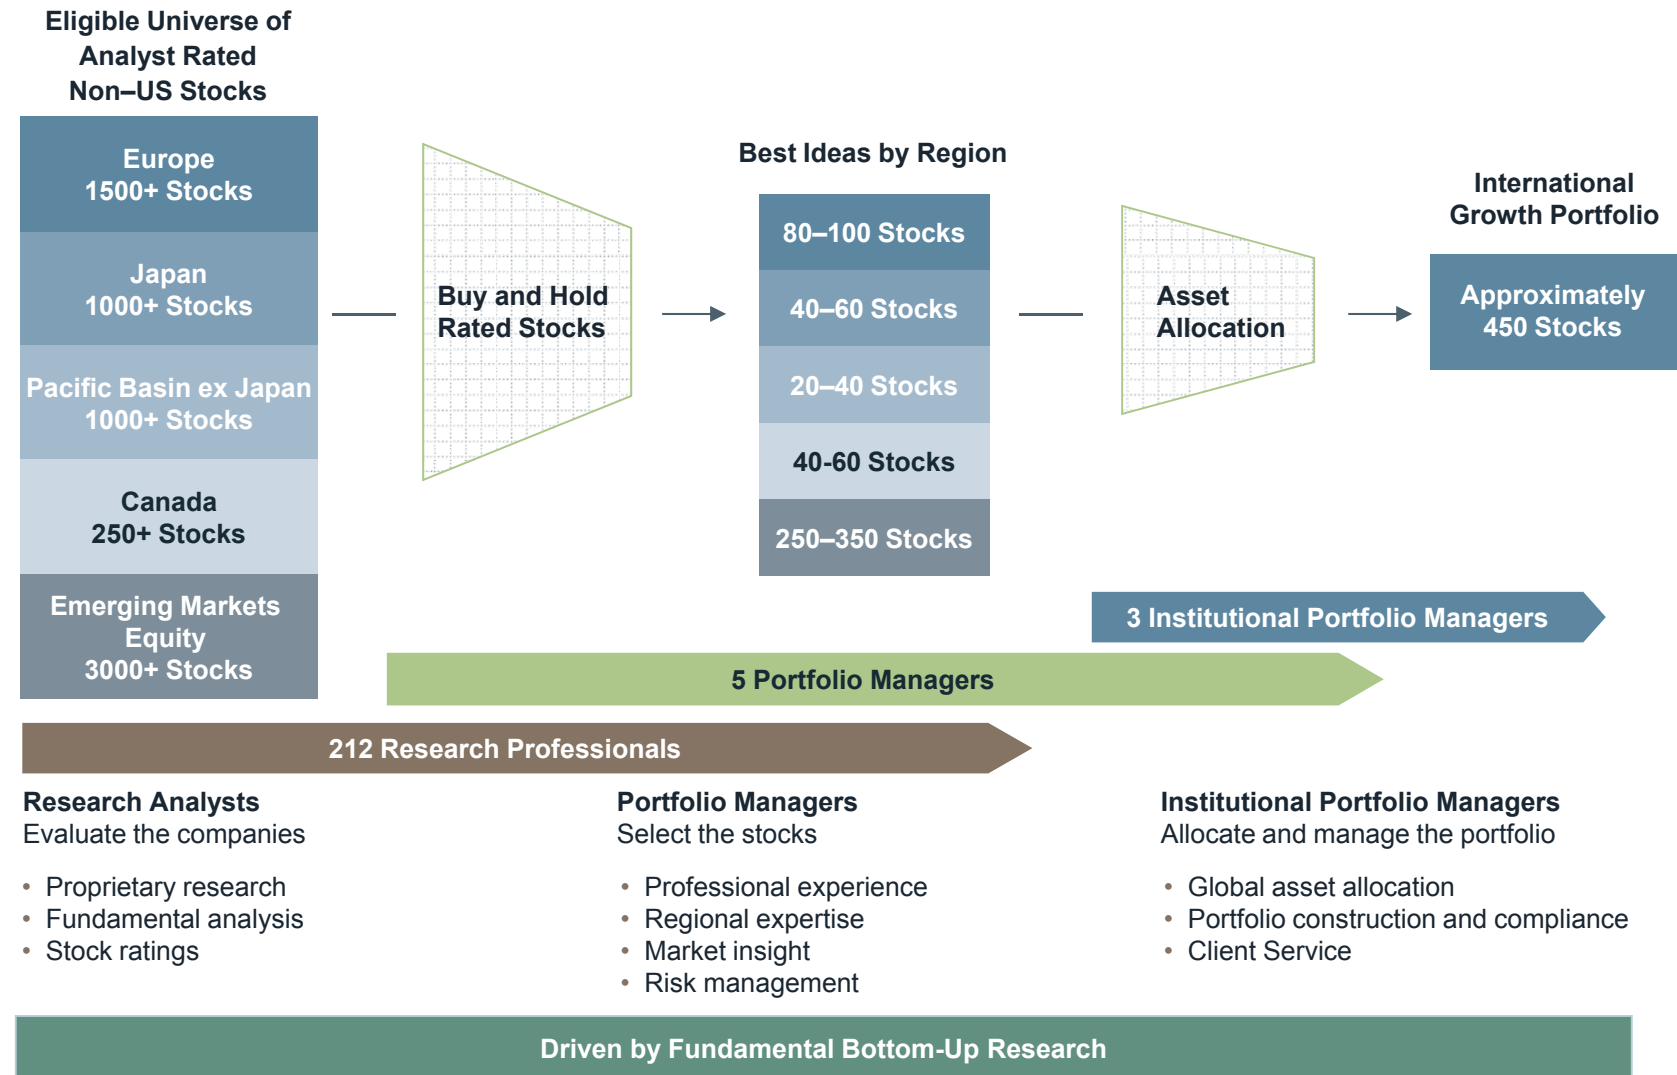 Eligible Universe of
Analyst Rated
Non–US Stocks
Europe
1500+ Stocks
Japan
1000+ Stocks
Pacific Basin ex Japan
1000+ Stocks
Canada
250+ Stocks
Emerging Markets
Equity
3000+ Stocks
Buy and Hold
Rated Stocks
Best Ideas by Region
80–100 Stocks
40–60 Stocks
20–40 Stocks
40-60 Stocks
250–350 Stocks
Asset
Allocation
International
Growth Portfolio
Approximately
450 Stocks
3 Institutional Portfolio Managers
5 Portfolio Managers
212 Research Professionals
Research Analysts
Evaluate the companies
• Proprietary research
• Fundamental analysis
• Stock ratings
Portfolio Managers
Select the stocks
• Professional experience
• Regional expertise
• Market insight
• Risk management
Institutional Portfolio Managers
Allocate and manage the portfolio
• Global asset allocation
• Portfolio construction and compliance
• Client Service
Driven by Fundamental Bottom-Up Research